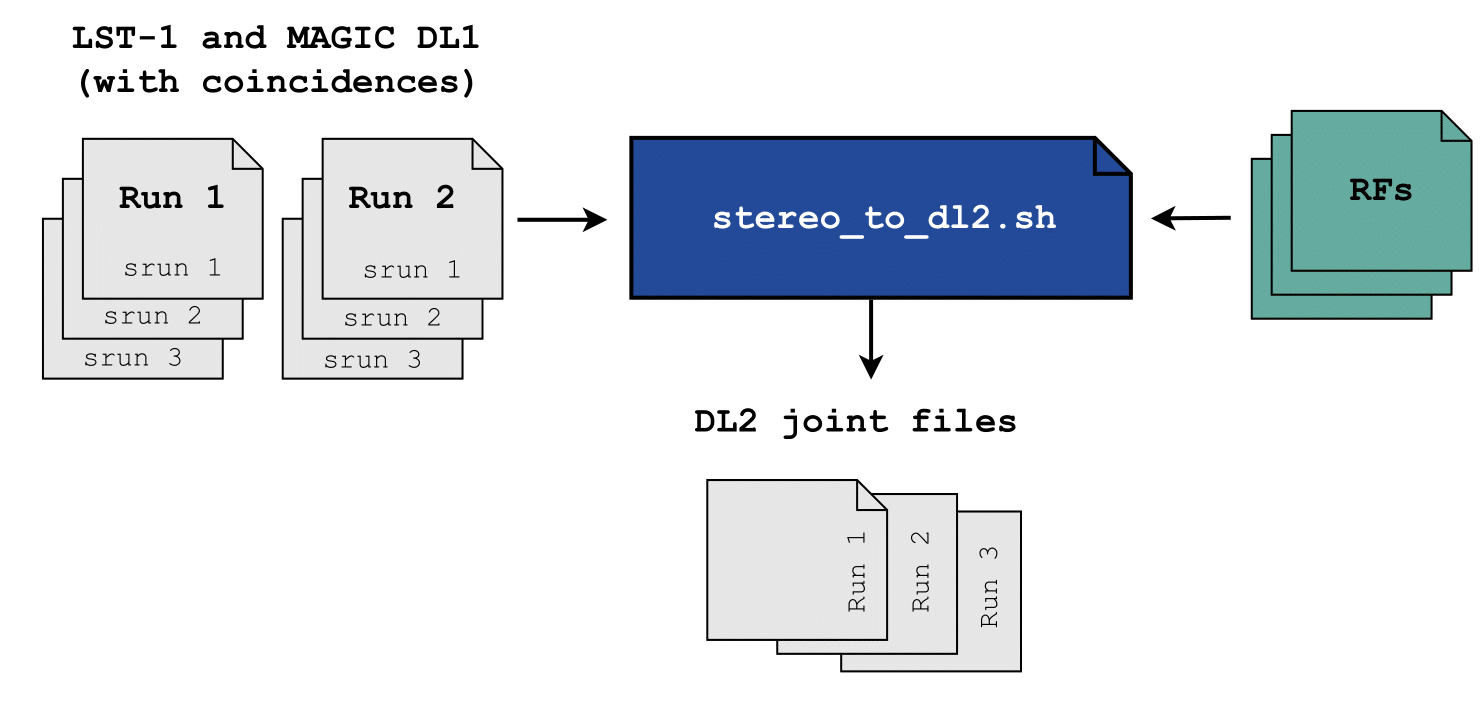 LST-1 and MAGIC DL1
(with coincidences)
Run 1
srun 1
srun 2
srun 3
Run 2
srun 1
srun 2
srun 3
stereo_to_dl2.sh
RFs
DL2 joint files
Run 1
Run 2
Run 3